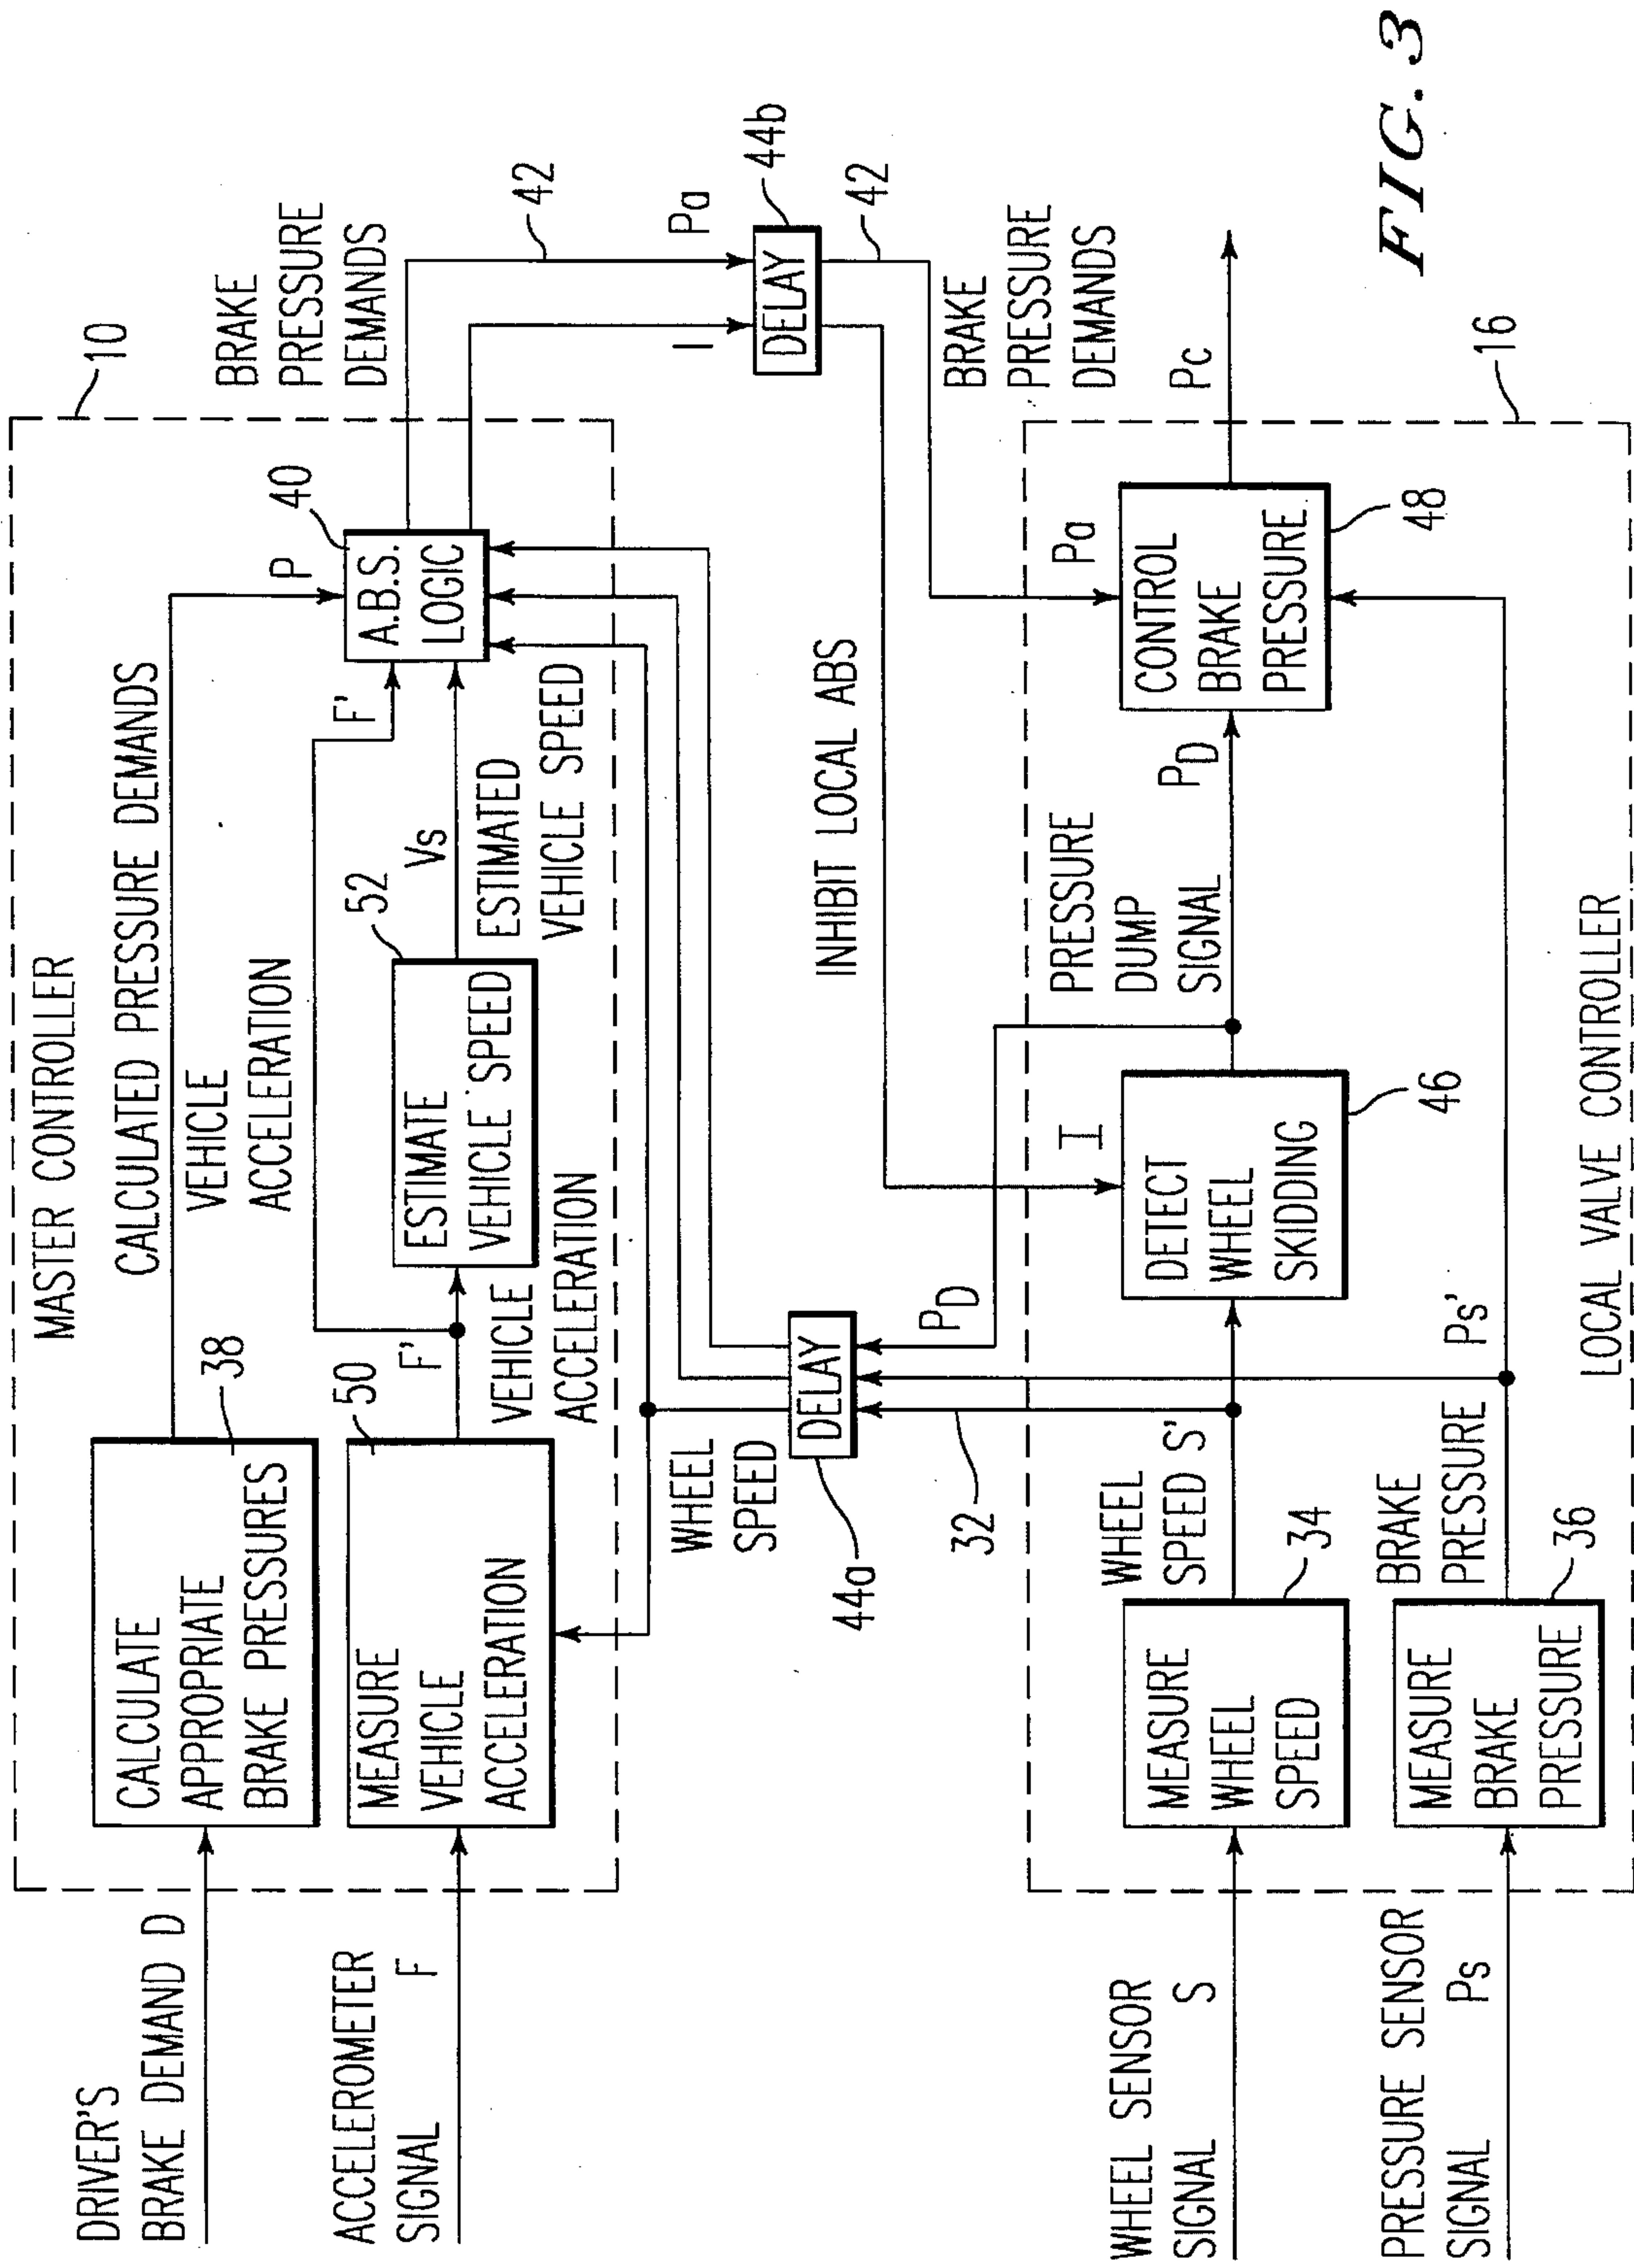 MASTER CONTROLLER
10
DRIVER'S
BRAKE DEMAND D
CALCULATE
APPROPRIATE
BRAKE PRESSURES
38
CALCULATED PRESSURE DEMANDS
P
ACCELEROMETER
SIGNAL F
MEASURE
VEHICLE
ACCELERATION
50
F'
VEHICLE
ACCELERATION
VEHICLE
ACCELERATION
F'
ESTIMATE
VEHICLE SPEED
52
Vs
ESTIMATED
VEHICLE SPEED
A.B.S.
LOGIC
40
BRAKE
PRESSURE
DEMANDS
42
I
Pa
DELAY
44b
42
BRAKE
PRESSURE
DEMANDS
WHEEL
SPEED
DELAY
44a
32
PD
INHIBIT LOCAL ABS
WHEEL SENSOR
SIGNAL S
MEASURE
WHEEL
SPEED
34
WHEEL
SPEED S'
I
DETECT
WHEEL
SKIDDING
46
PRESSURE
DUMP
SIGNAL
PD
Pa
CONTROL
BRAKE
PRESSURE
48
Pc
PRESSURE SENSOR
SIGNAL Ps
MEASURE
BRAKE
PRESSURE
36
BRAKE
PRESSURE
Ps'
LOCAL VALVE CONTROLLER
16
FIG. 3